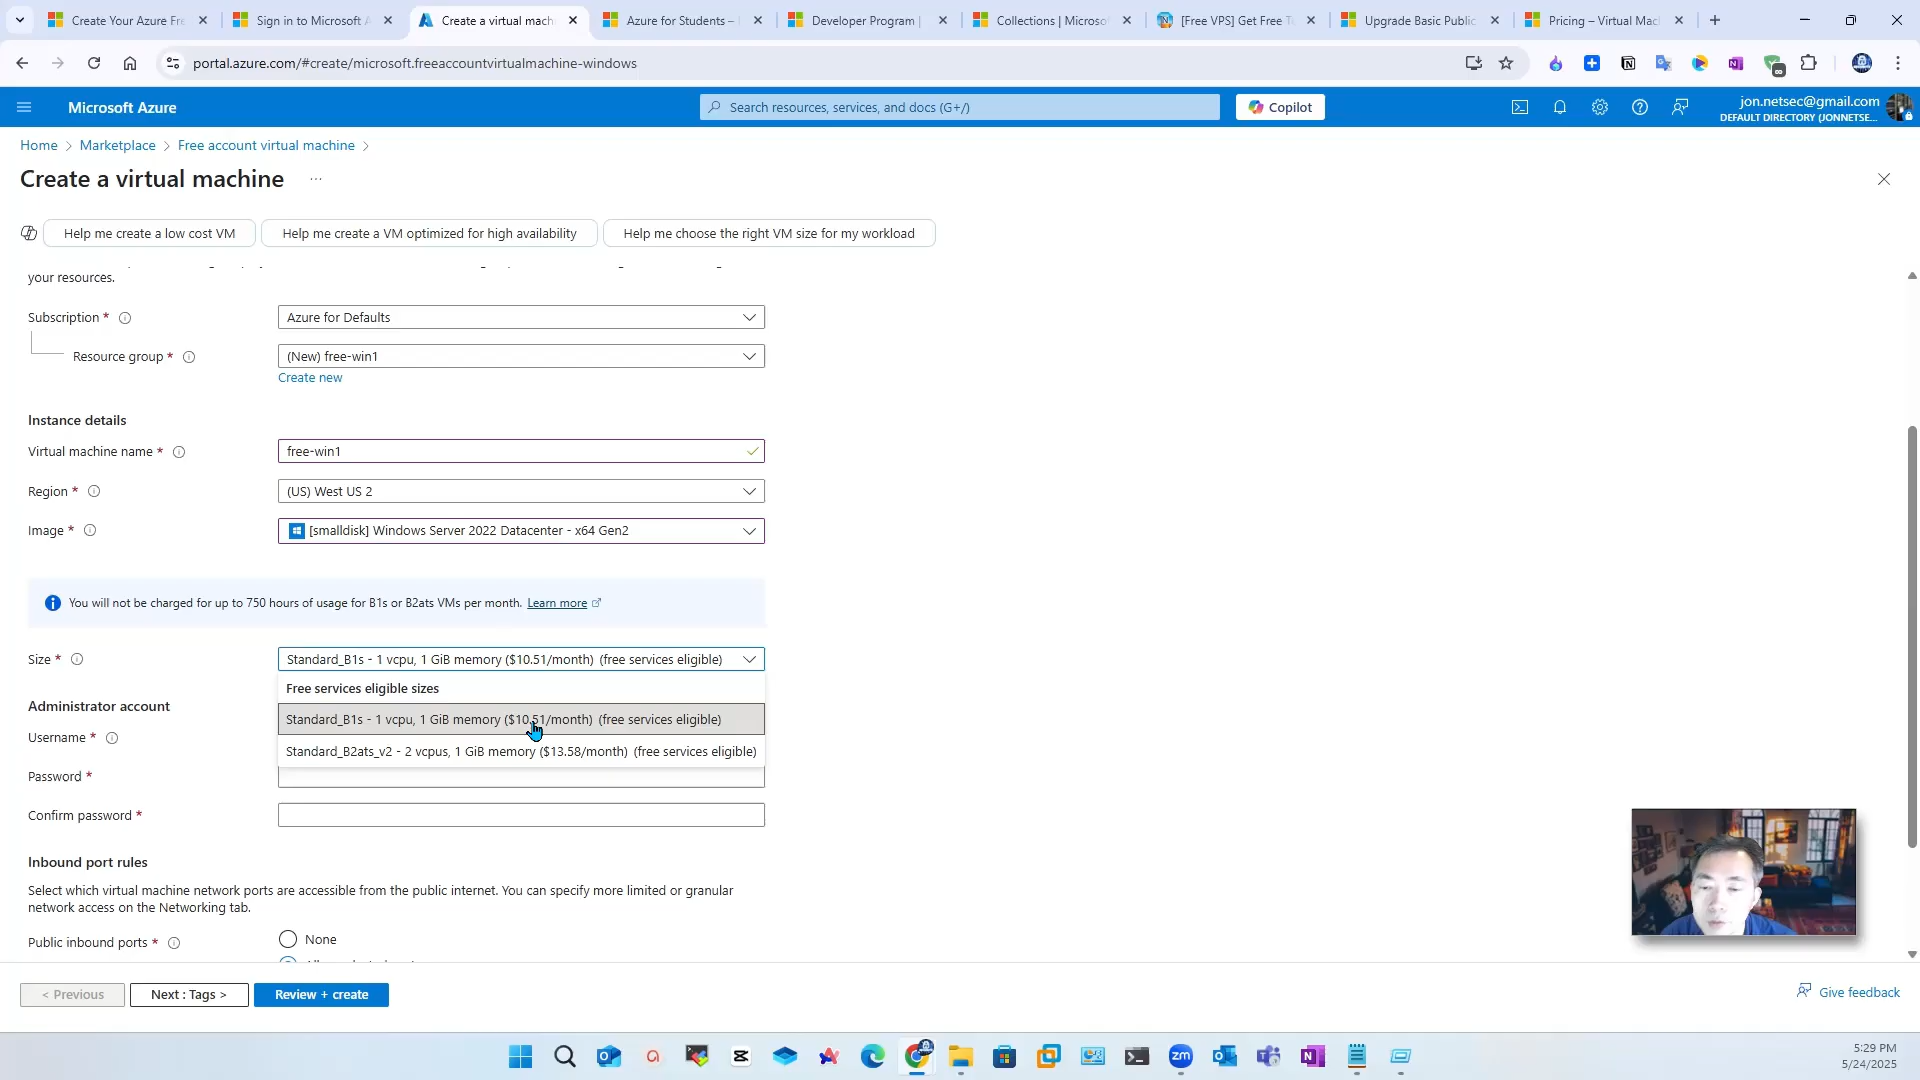 Create Your Azure Fre
Sign in to Microsoft A
Create a virtual mach
Azure for Students –
Developer Program |
Collections | Microso
[Free VPS] Get Free T
Upgrade Basic Public
Pricing – Virtual Mac
portal.azure.com/#create/microsoft.freeaccountvirtualmachine-windows
Microsoft Azure
Search resources, services, and docs (G+/)
Copilot
jon.netsec@gmail.com
DEFAULT DIRECTORY (JONNETSE...
Home > Marketplace > Free account virtual machine >
Create a virtual machine ...
Help me create a low cost VM
Help me create a VM optimized for high availability
Help me choose the right VM size for my workload
your resources.
Subscription *
Azure for Defaults
Resource group *
(New) free-win1
Create new
Instance details
Virtual machine name *
free-win1
Region *
(US) West US 2
Image *
[smalldisk] Windows Server 2022 Datacenter - x64 Gen2
You will not be charged for up to 750 hours of usage for B1s or B2ats VMs per month. Learn more
Size *
Standard_B1s - 1 vcpu, 1 GiB memory ($10.51/month) (free services eligible)
Free services eligible sizes
Standard_B1s - 1 vcpu, 1 GiB memory ($10.51/month) (free services eligible)
Standard_B2ats_v2 - 2 vcpus, 1 GiB memory ($13.58/month) (free services eligible)
Administrator account
Username *
Password *
Confirm password *
Inbound port rules
Select which virtual machine network ports are accessible from the public internet. You can specify more limited or granular
network access on the Networking tab.
Public inbound ports *
None
< Previous
Next : Tags >
Review + create
Give feedback
5:29 PM
5/24/2025